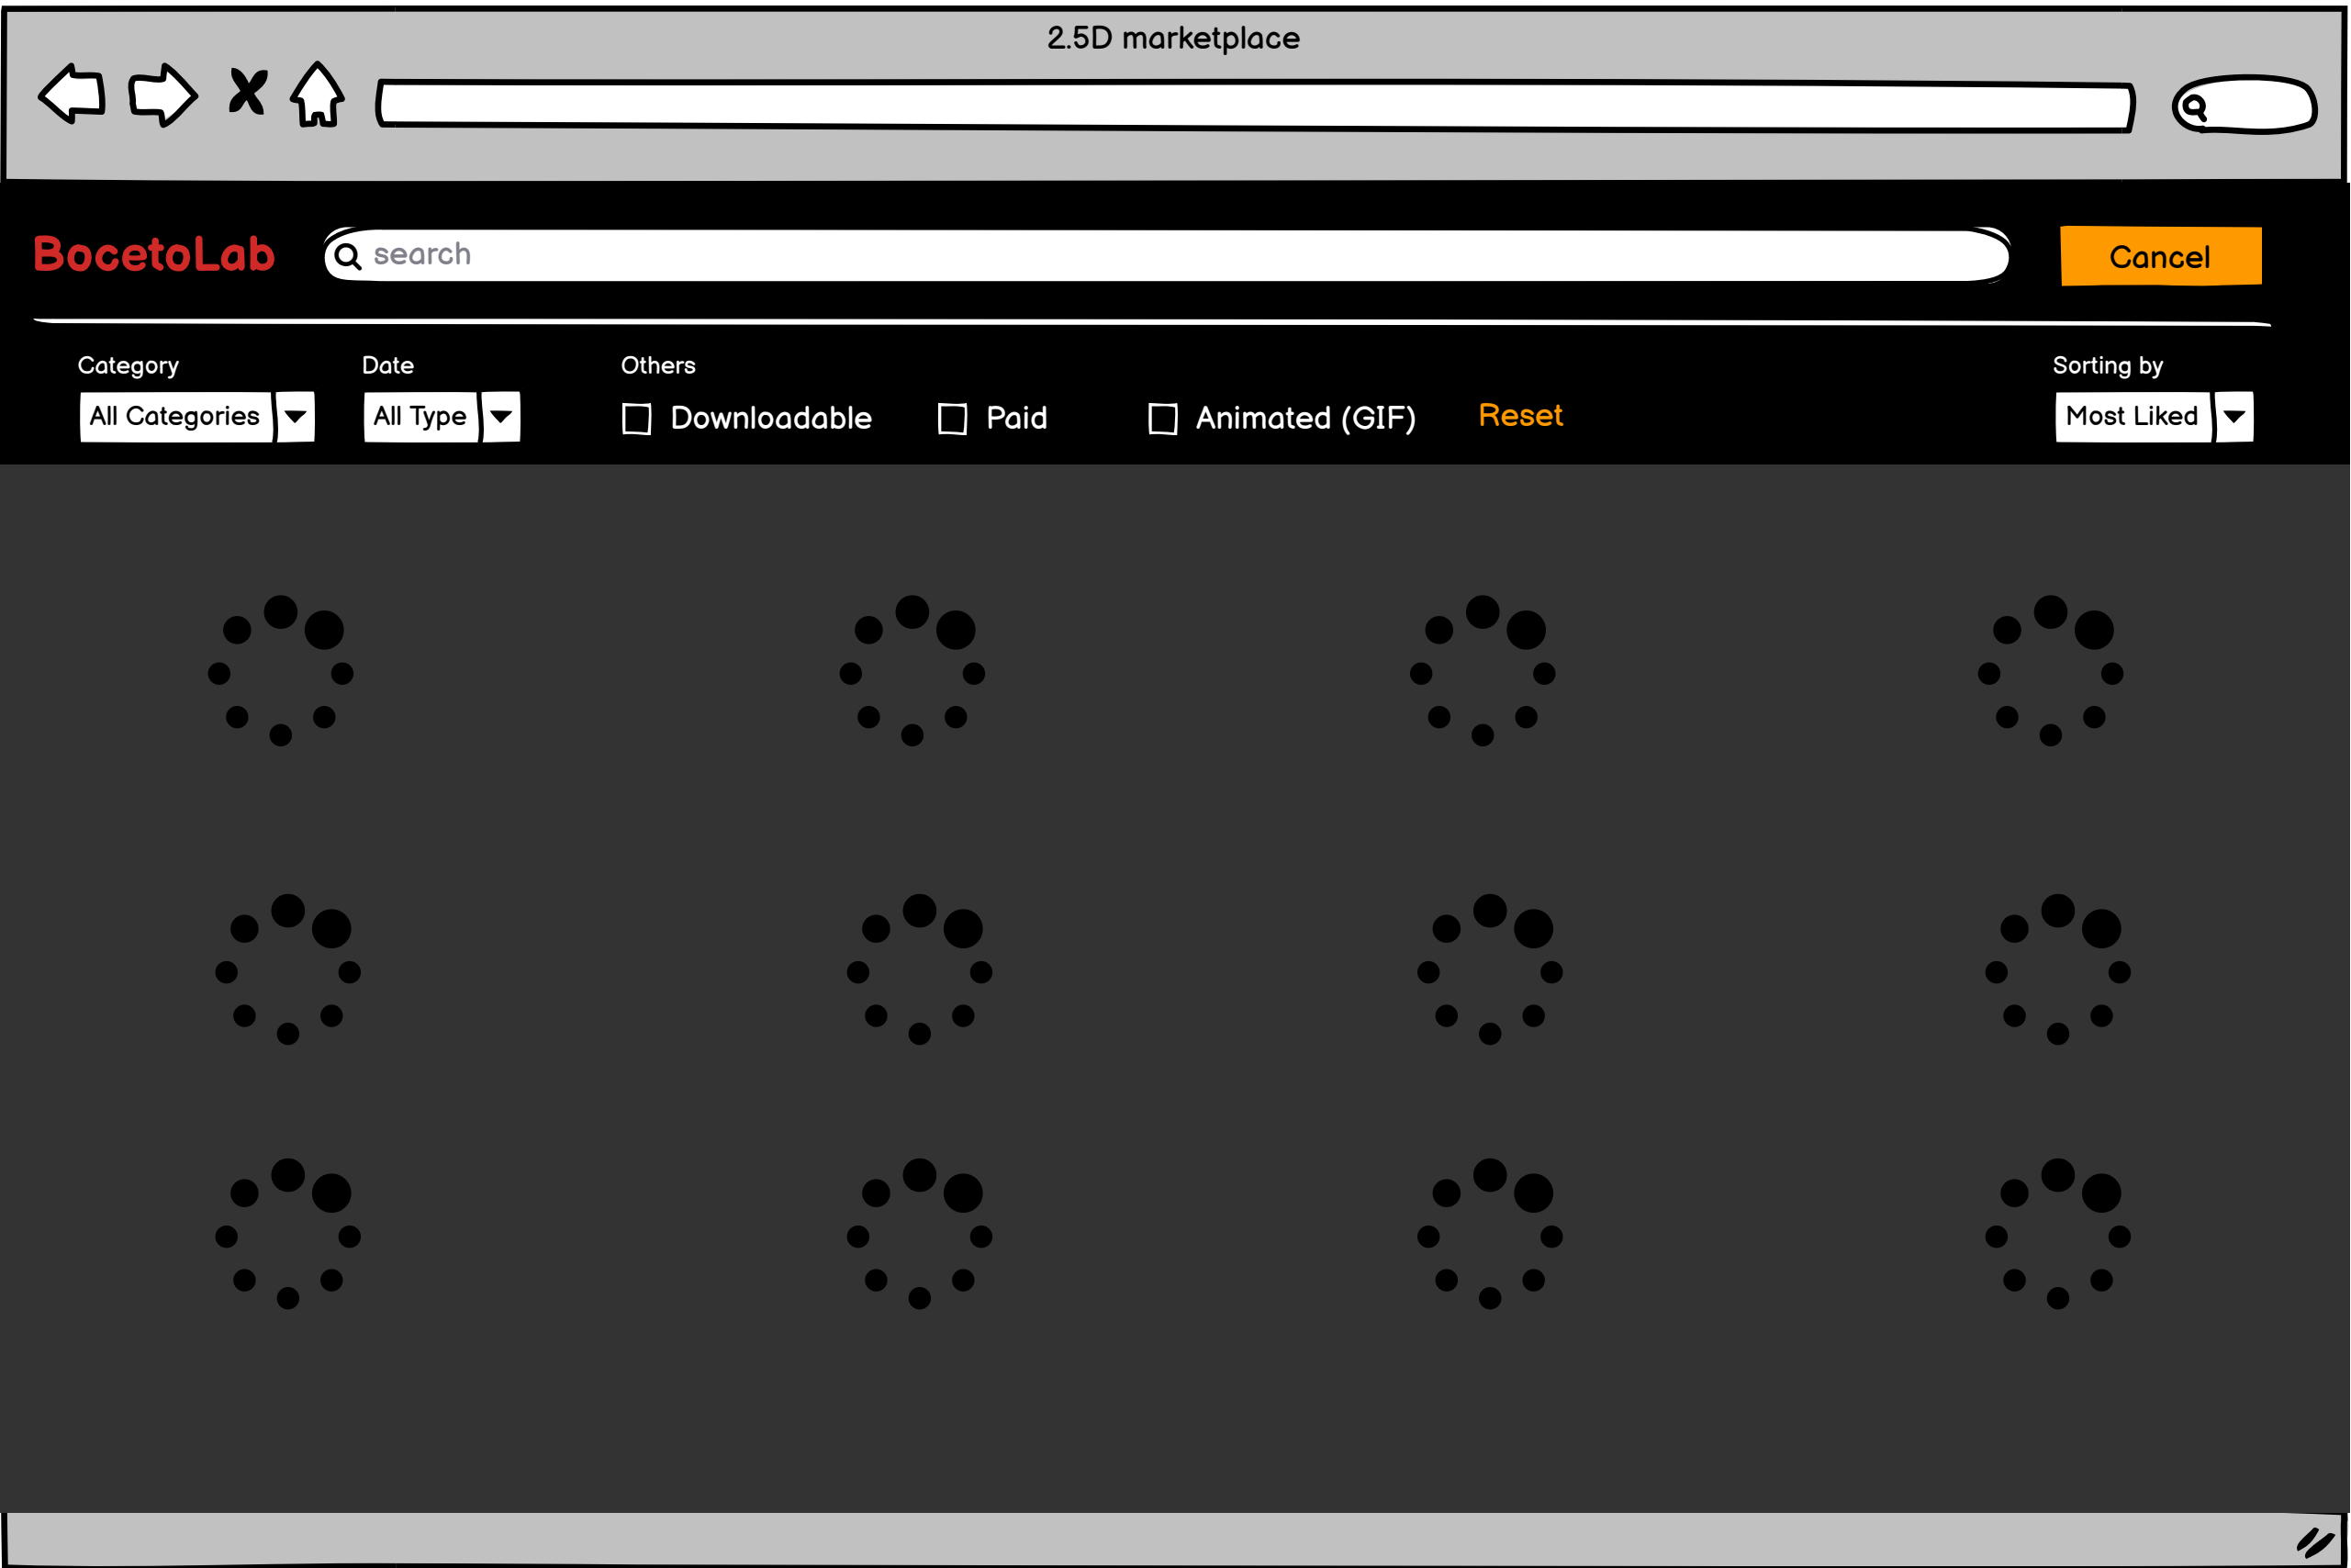 2.5D marketplace
BocetoLab
search
Cancel
Category
Date
Others
Sorting by
All Categories
All Type
Downloadable
Paid
Animated (GIF)
Reset
Most Liked